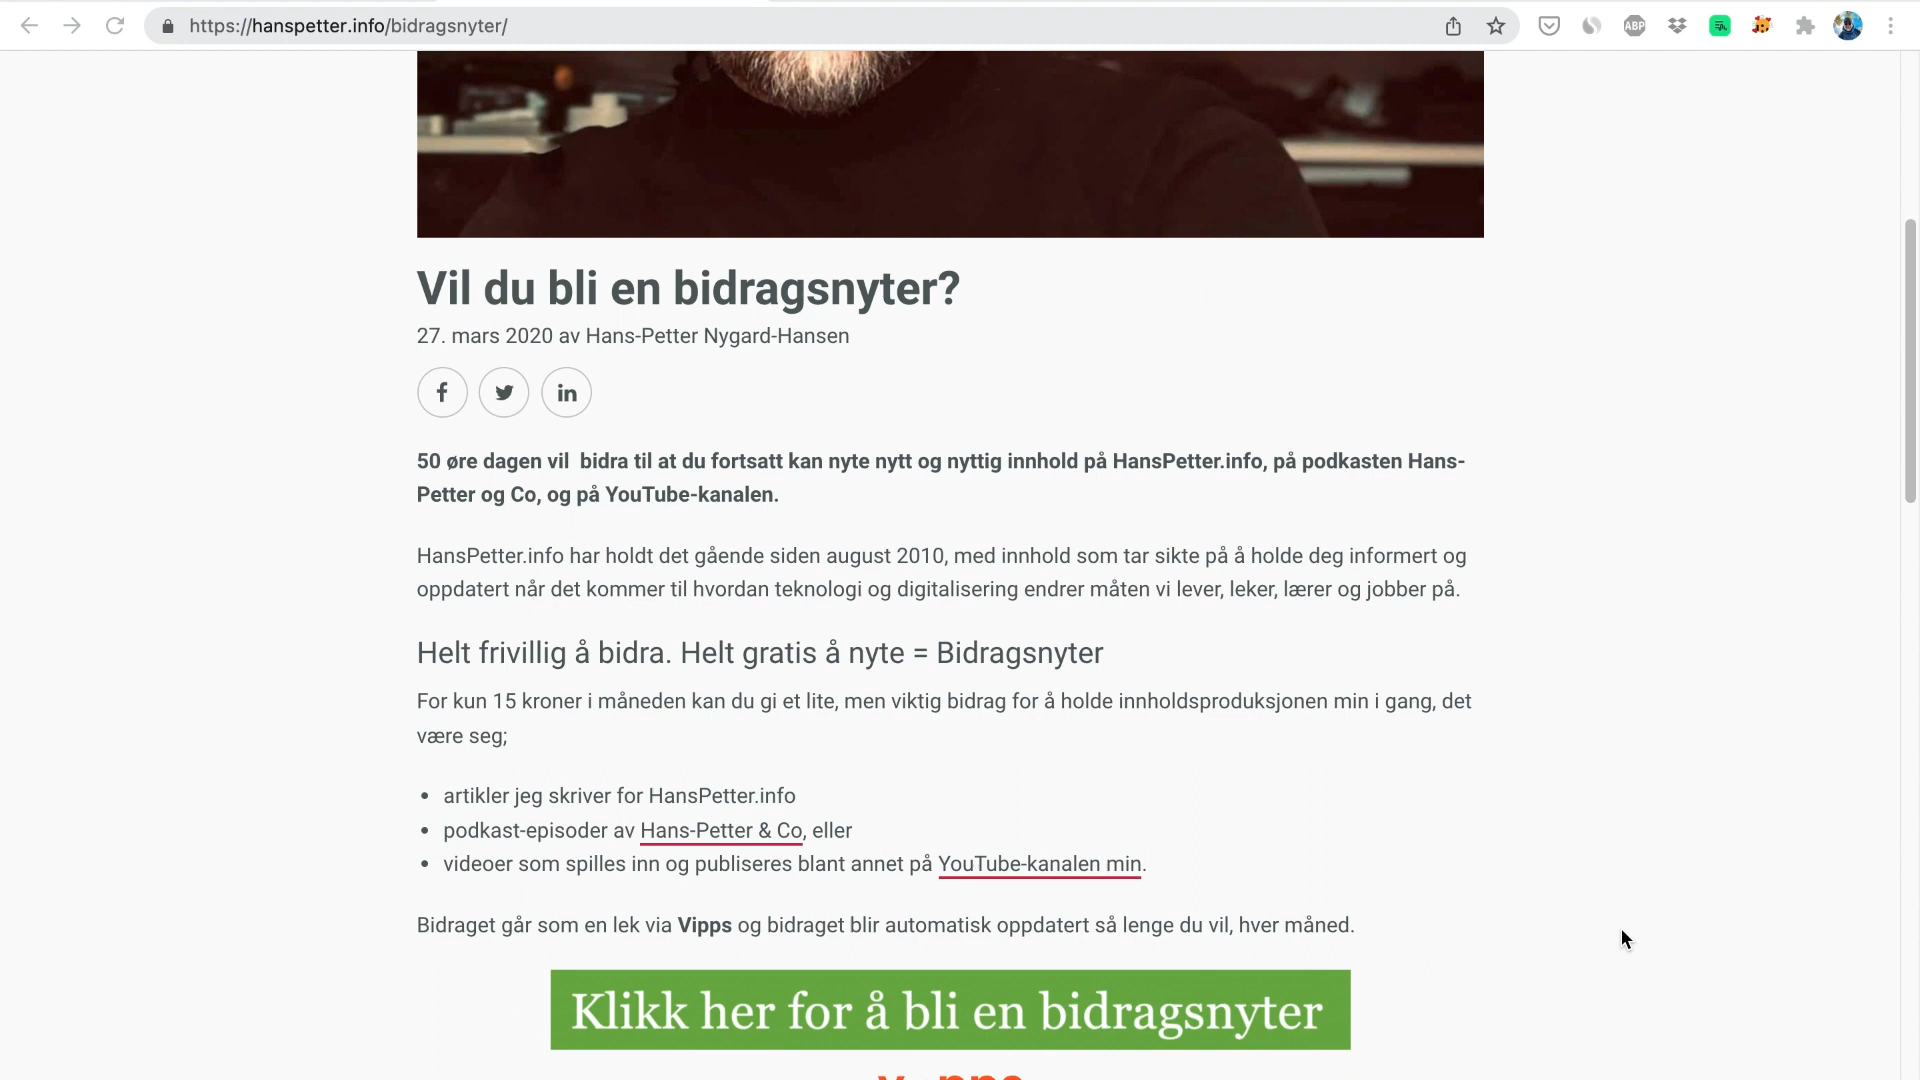 https://hanspetter.info/bidragsnyter/
ABP
Vil du bli en bidragsnyter?
27. mars 2020 av Hans-Petter Nygard-Hansen
f
in
50 øre dagen vil  bidra til at du fortsatt kan nyte nytt og nyttig innhold på HansPetter.info, på podkasten Hans-
Petter og Co, og på YouTube-kanalen.
HansPetter.info har holdt det gående siden august 2010, med innhold som tar sikte på å holde deg informert og
oppdatert når det kommer til hvordan teknologi og digitalisering endrer måten vi lever, leker, lærer og jobber på.
Helt frivillig å bidra. Helt gratis å nyte = Bidragsnyter
For kun 15 kroner i måneden kan du gi et lite, men viktig bidrag for å holde innholdsproduksjonen min i gang, det
være seg;
• artikler jeg skriver for HansPetter.info
• podkast-episoder av Hans-Petter & Co, eller
• videoer som spilles inn og publiseres blant annet på YouTube-kanalen min.
Bidraget går som en lek via Vipps og bidraget blir automatisk oppdatert så lenge du vil, hver måned.
Klikk her for å bli en bidragsnyter